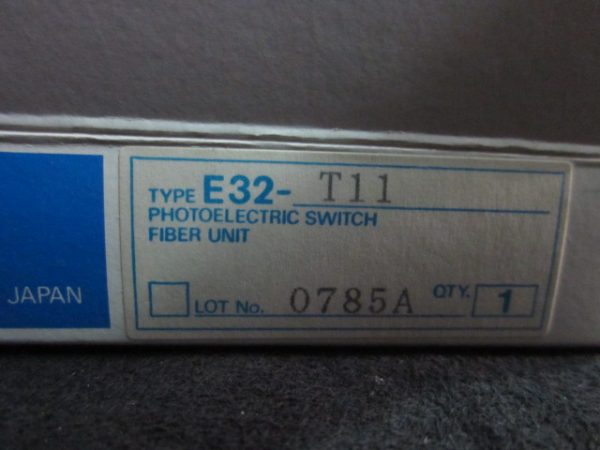 TYPE E32- T11
PHOTOELECTRIC SWITCH
FIBER UNIT
JAPAN
LOT No. 0785A QTY. 1